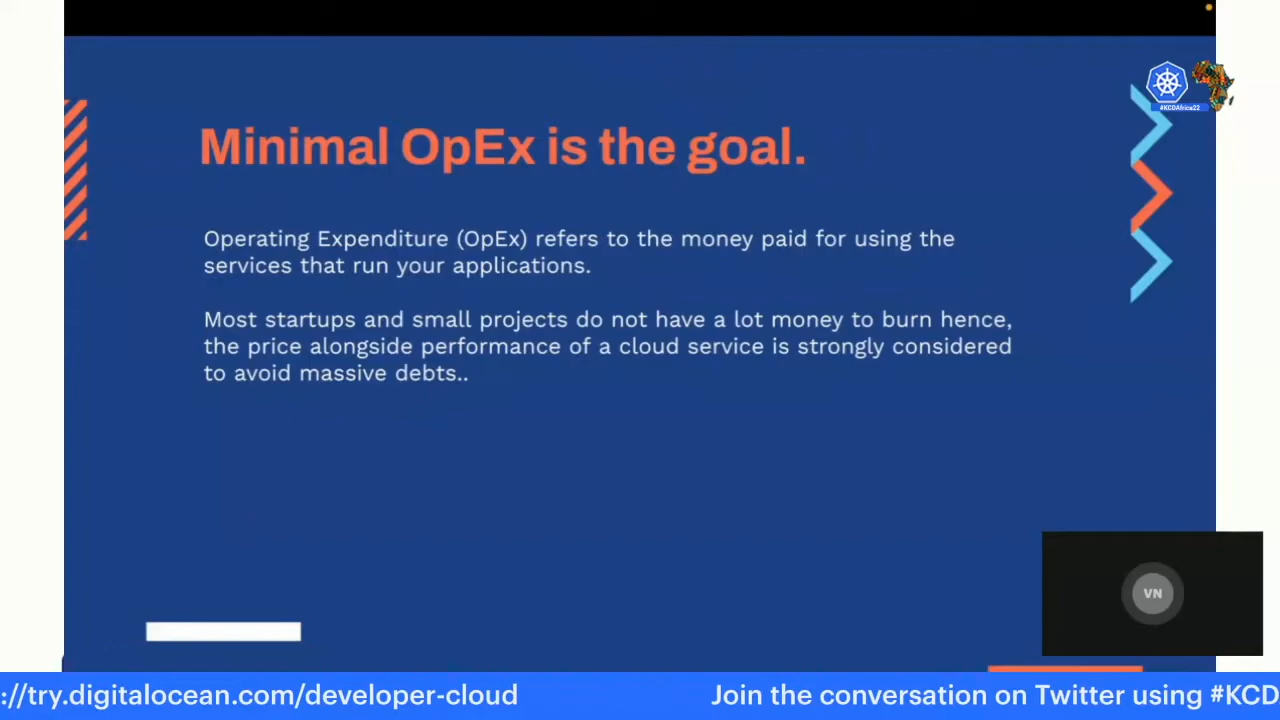 #KCDAfrica22
Minimal OpEx is the goal.
Operating Expenditure (OpEx) refers to the money paid for using the
services that run your applications.
Most startups and small projects do not have a lot money to burn hence,
the price alongside performance of a cloud service is strongly considered
to avoid massive debts..
VN
://try.digitalocean.com/developer-cloud
Join the conversation on Twitter using #KCD